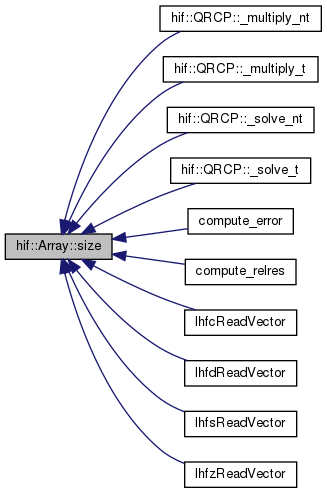 hif::QRCP::_multiply_nt
hif::QRCP::_multiply_t
hif::QRCP::_solve_nt
hif::QRCP::_solve_t
hif::Array::size
compute_error
compute_relres
lhfcReadVector
lhfdReadVector
lhfsReadVector
lhfzReadVector